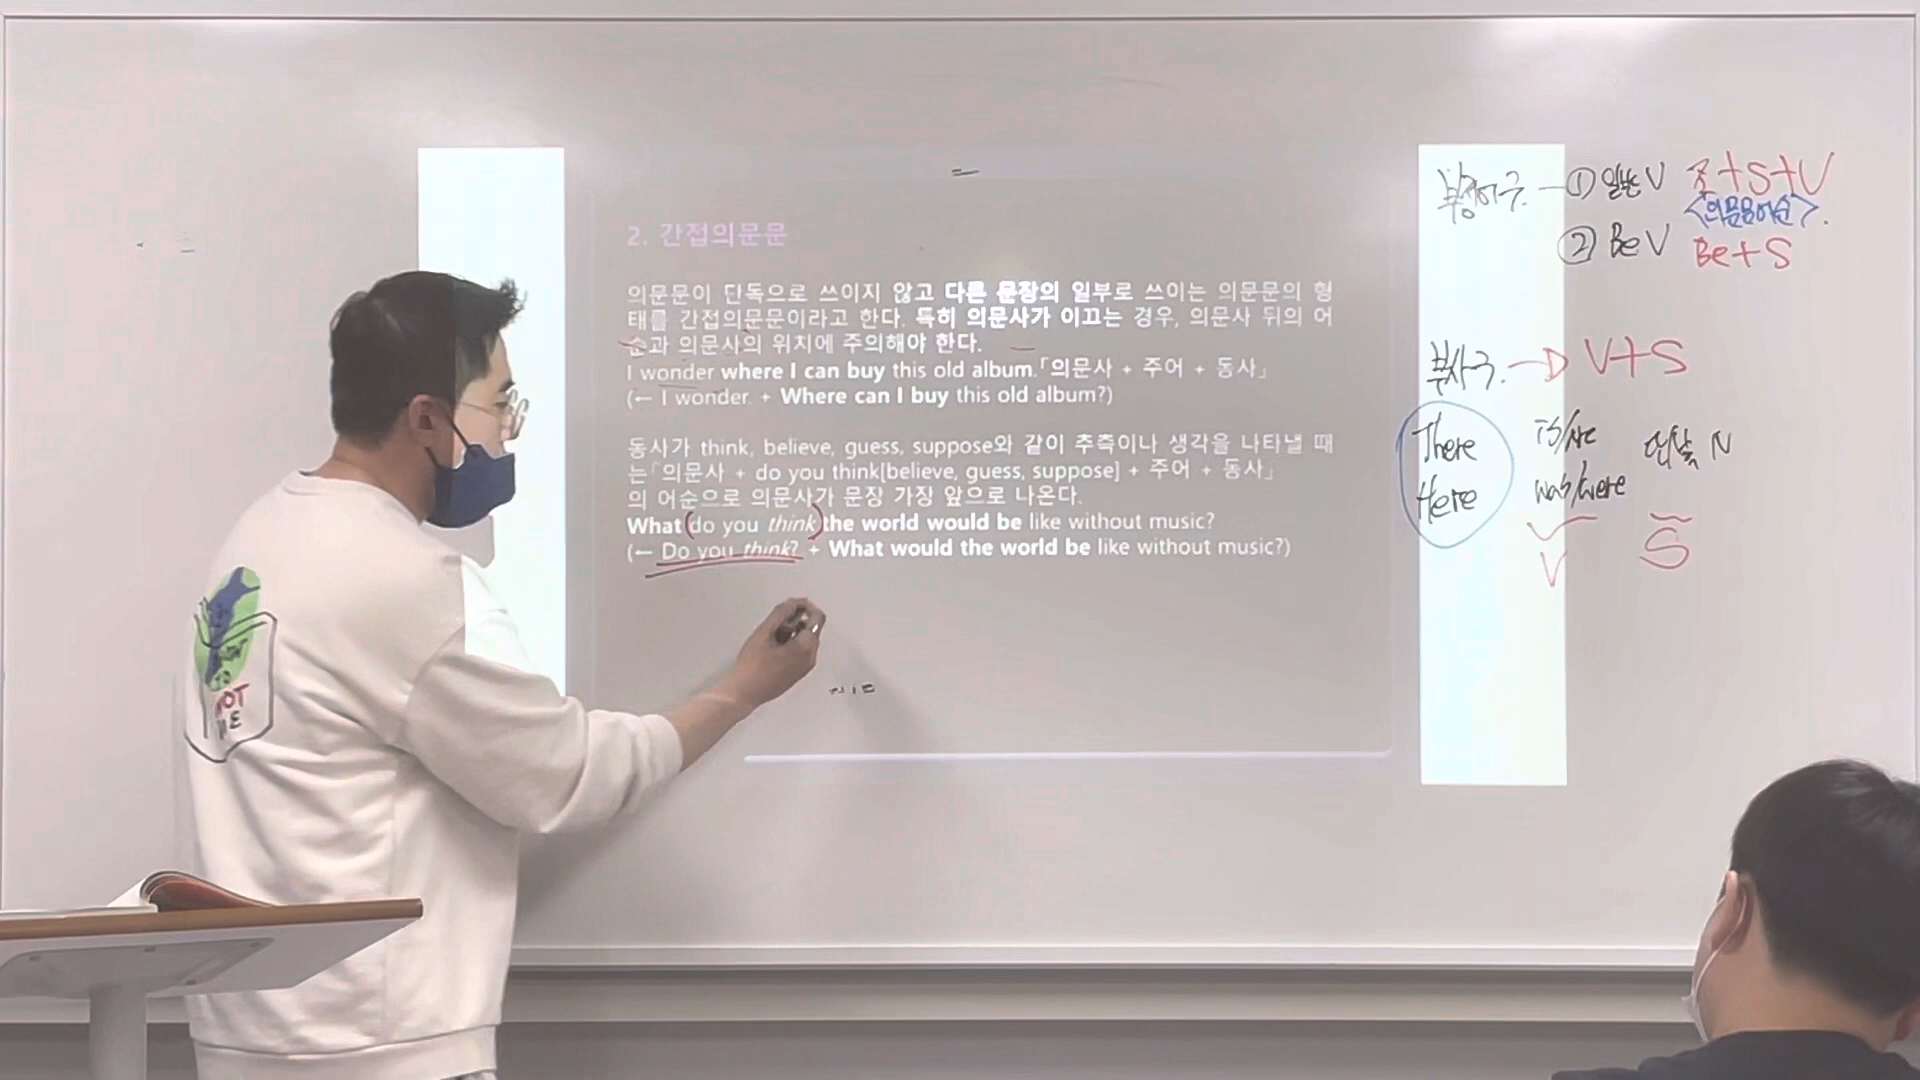 2. 간접의문문
의문문이 단독으로 쓰이지 않고 다른 문장의 일부로 쓰이는 의문문의 형
태를 간접의문문이라고 한다. 특히 의문사가 이끄는 경우, 의문사 뒤의 어
순과 의문사의 위치에 주의해야 한다.
I wonder where I can buy this old album.「의문사 + 주어 + 동사」
(← I wonder. + Where can I buy this old album?)
동사가 think, believe, guess, suppose와 같이 추측이나 생각을 나타낼 때
는「의문사 + do you think[believe, guess, suppose] + 주어 + 동사」
의 어순으로 의문사가 문장 가장 앞으로 나온다.
What (do you think) the world would be like without music?
(← Do you think? + What would the world be like without music?)
부정어구 ① 일반V 조+S+V
<의문문어순>
② Be V Be+S
부사구 → V+S
There is/are
Here was/were
N
V S
NOT
ME